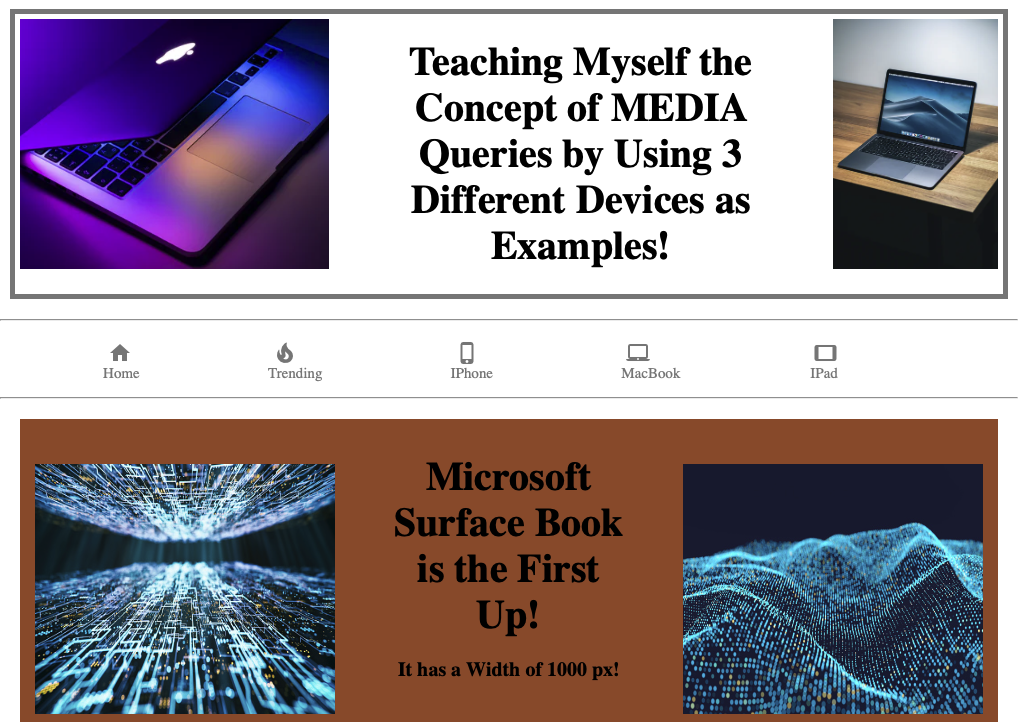 Teaching Myself the
Concept of MEDIA
Queries by Using 3
Different Devices as
Examples!
Home
Trending
IPhone
MacBook
IPad
Microsoft
Surface Book
is the First
Up!
It has a Width of 1000 px!